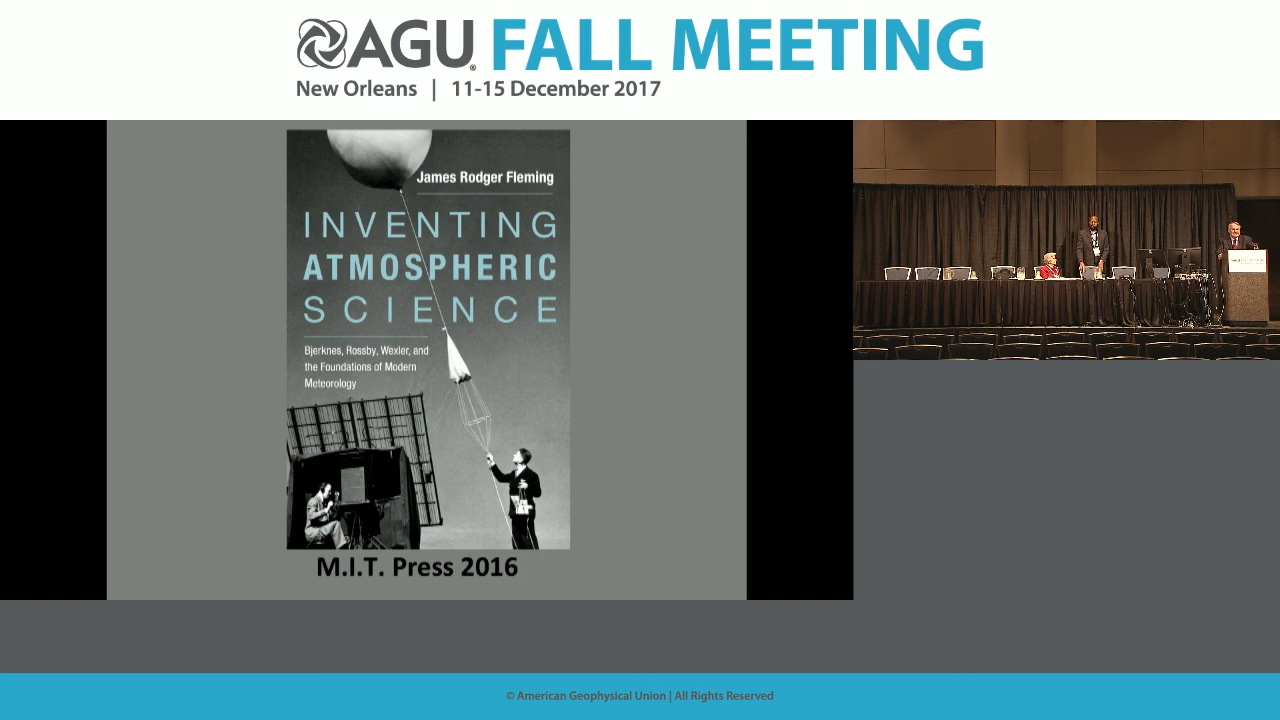 AGU FALL MEETING
New Orleans | 11-15 December 2017
James Rodger Fleming
INVENTING
ATMOSPHERIC
SCIENCE
Bjerknes, Rossby, Wexler, and
the Foundations of Modern
Meteorology
M.I.T. Press 2016
© American Geophysical Union | All Rights Reserved